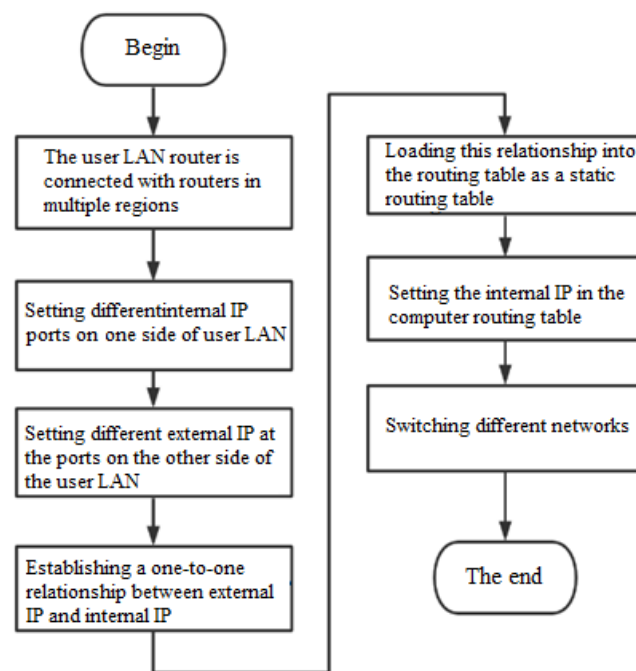 Begin
The user LAN router is
connected with routers in
multiple regions
Setting differentinternal IP
ports on one side of user LAN
Setting different external IP at
the ports on the other side of
the user LAN
Establishing a one-to-one
relationship between external
IP and internal IP
Loading this relationship into
the routing table as a static
routing table
Setting the internal IP in the
computer routing table
Switching different networks
The end